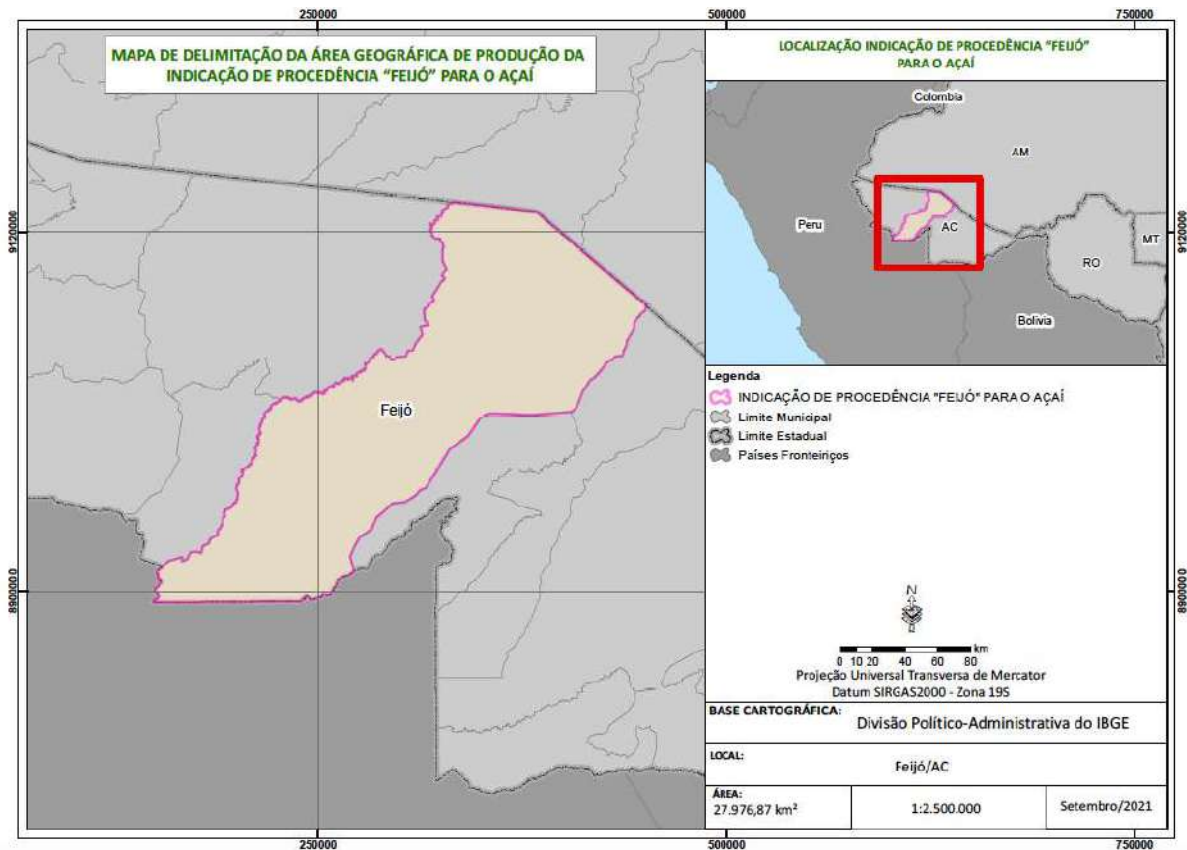 250000
500000
750000
MAPA DE DELIMITAÇÃO DA ÁREA GEOGRÁFICA DE PRODUÇÃO DA
INDICAÇÃO DE PROCEDÊNCIA “FEIJÓ” PARA O AÇAÍ
9120000
8900000
Feijó
LOCALIZAÇÃO INDICAÇÃO DE PROCEDÊNCIA “FEIJÓ”
PARA O AÇAÍ
Colombia
AM
Peru
AC
MT
RO
Bolivia
9120000
8900000
Legenda
INDICAÇÃO DE PROCEDÊNCIA "FEIJÓ" PARA O AÇAÍ
Limite Municipal
Limite Estadual
Países Fronteiriços
N
km
0 10 20 40 60 80
Projeção Universal Transversa de Mercator
Datum SIRGAS2000 - Zona 19S
BASE CARTOGRÁFICA:
Divisão Político-Administrativa do IBGE
LOCAL:
Feijó/AC
ÁREA:
27.976,87 km²
1:2.500.000
Setembro/2021
250000
500000
750000